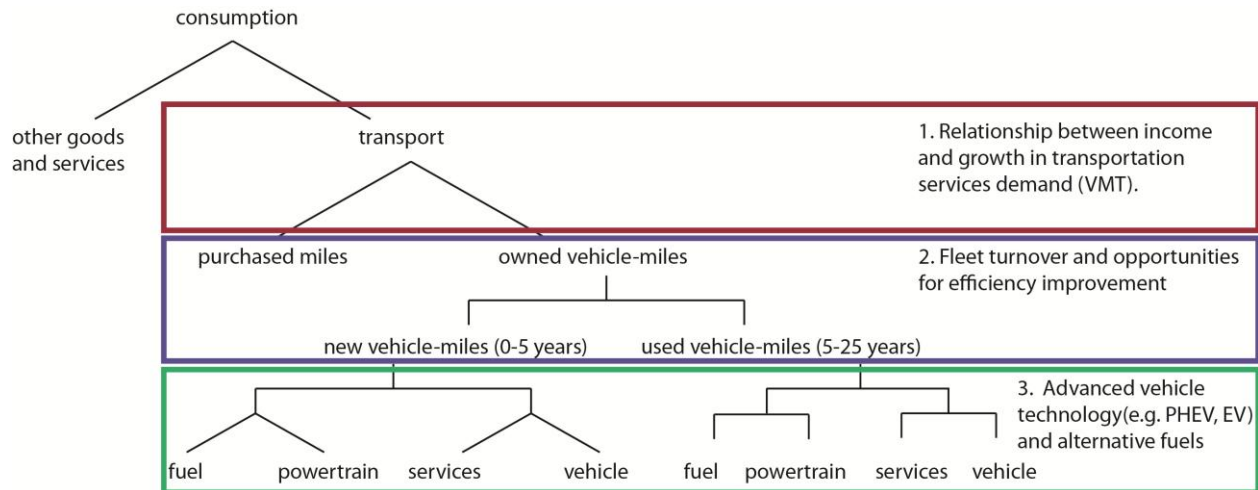 consumption
other goods
and services
transport
1. Relationship between income
and growth in transportation
services demand (VMT).
purchased miles
owned vehicle-miles
2. Fleet turnover and opportunities
for efficiency improvement
new vehicle-miles (0-5 years)
used vehicle-miles (5-25 years)
3. Advanced vehicle
technology(e.g. PHEV, EV)
and alternative fuels
fuel
powertrain
services
vehicle
fuel
powertrain
services
vehicle